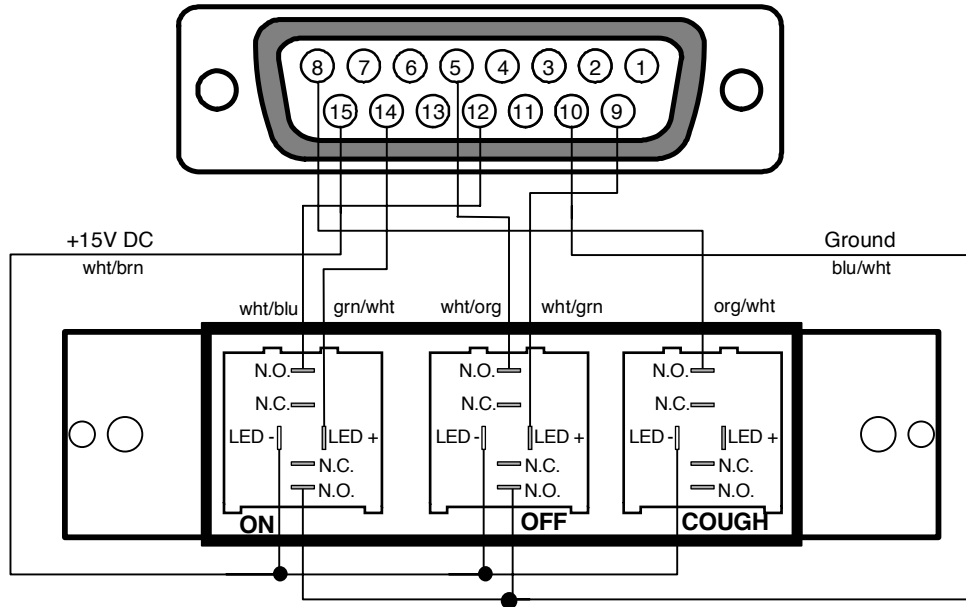 8 7 6 5 4 3 2 1
15 14 13 12 11 10 9
+15V DC Ground
wht/brn blu/wht
wht/blu grn/wht wht/org wht/grn org/wht
N.O. N.O. N.O.
N.C. N.C. N.C.
LED - LED + LED - LED + LED - LED +
N.C. N.C. N.C.
N.O. N.O. N.O.
ON OFF COUGH